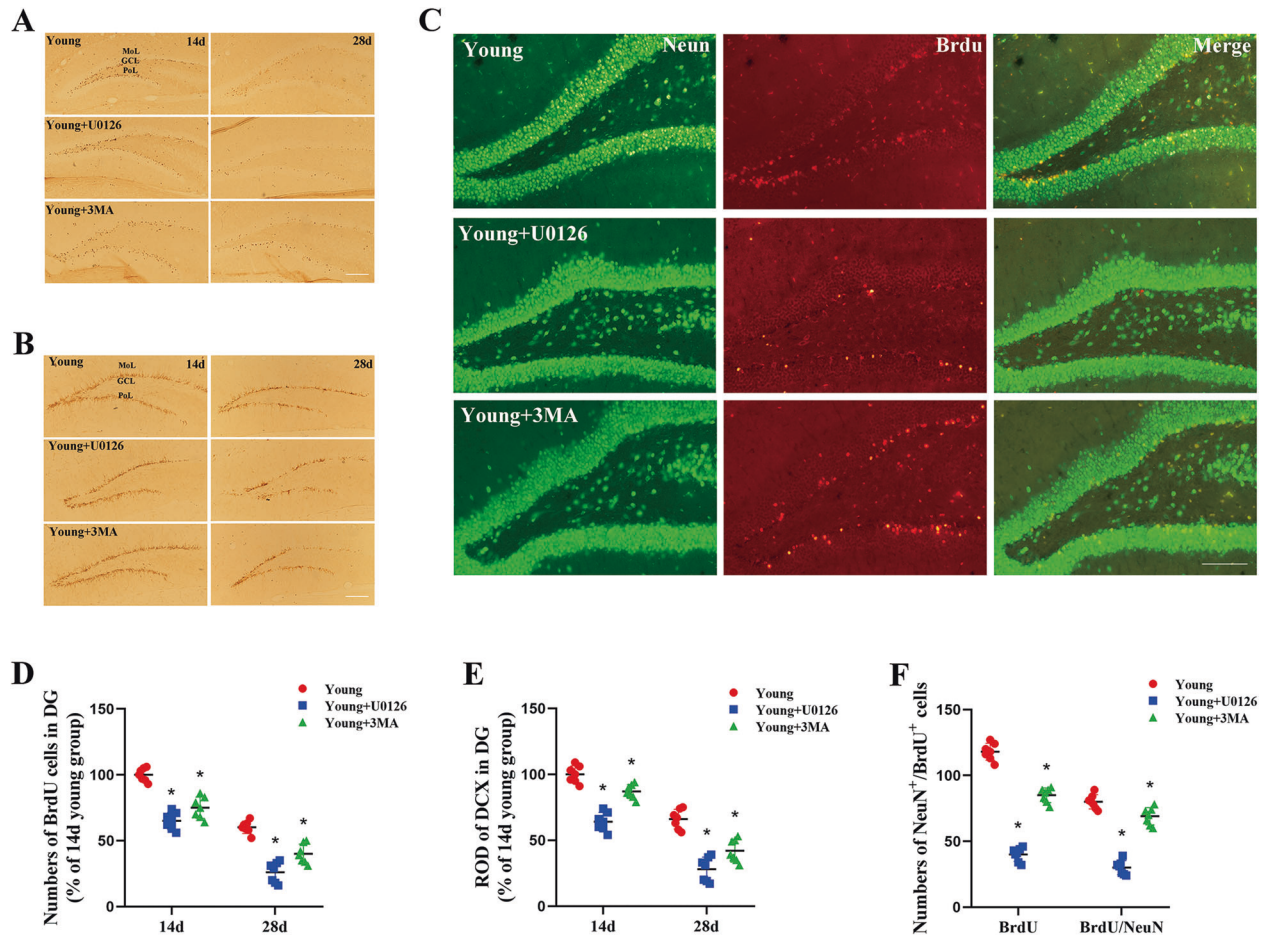 A
Young
14d
28d
MoL
GCL
PoL
Young+U0126
Young+3MA
B
Young
14d
28d
MoL
GCL
PoL
Young+U0126
Young+3MA
C
Young
Neun
Brdu
Merge
Young+U0126
Young+3MA
D
Numbers of BrdU cells in DG
(% of 14d young group)
150
100
50
0
14d
28d
* * * *
Young
Young+U0126
Young+3MA
E
ROD of DCX in DG
(% of 14d young group)
150
100
50
0
14d
28d
* * * *
Young
Young+U0126
Young+3MA
F
Numbers of NeuN⁺/BrdU⁺ cells
150
100
50
0
BrdU
BrdU/NeuN
* * * *
Young
Young+U0126
Young+3MA